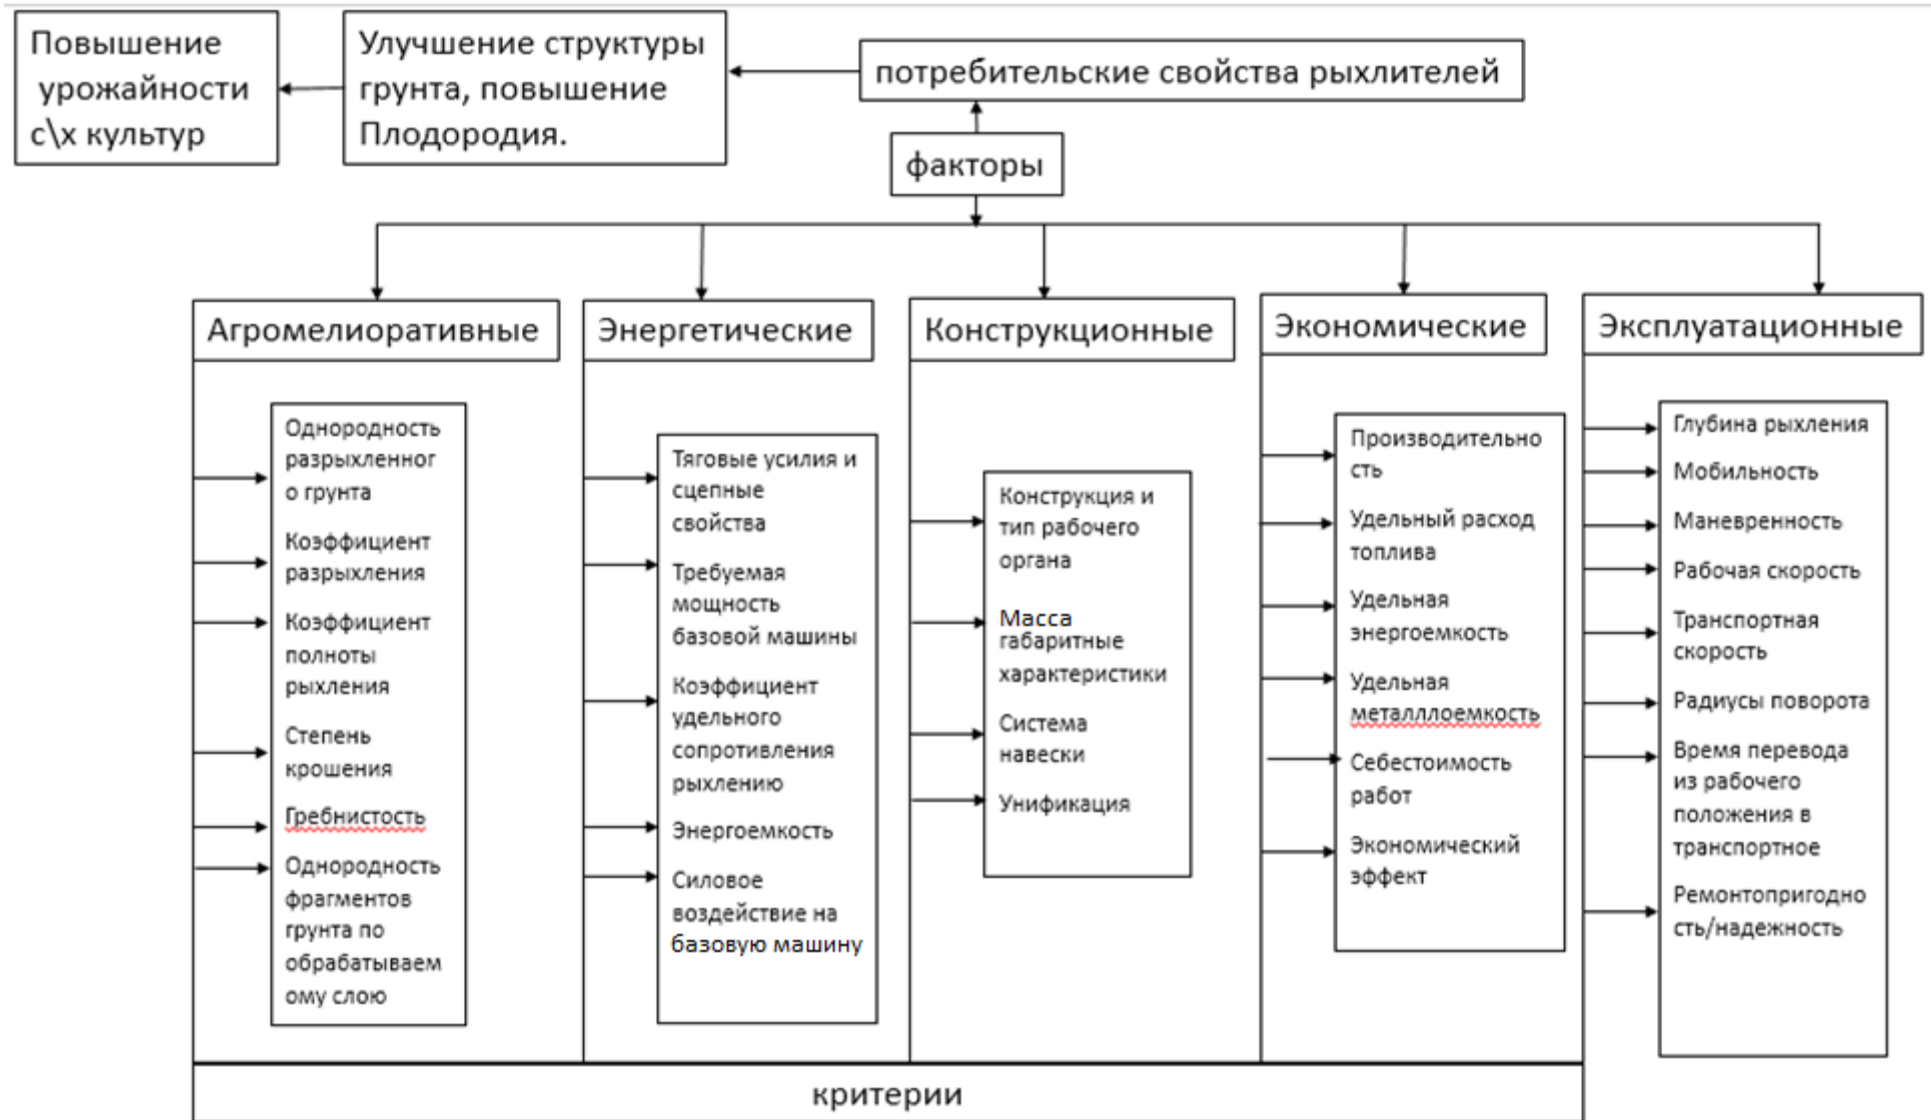 Повышение
урожайности
с\х культур
Улучшение структуры
грунта, повышение
Плодородия.
потребительские свойства рыхлителей
факторы
Агромелиоративные
Энергетические
Конструкционные
Экономические
Эксплуатационные
Однородность
разрыхленног
о грунта
Коэффициент
разрыхления
Коэффициент
полноты
рыхления
Степень
крошения
Гребнистость
Однородность
фрагментов
грунта по
обрабатываем
ому слою
Тяговые усилия и
сцепные
свойства
Требуемая
мощность
базовой машины
Коэффициент
удельного
сопротивления
рыхлению
Энергоемкость
Силовое
воздействие на
базовую машину
Конструкция и
тип рабочего
органа
Масса
габаритные
характеристики
Система
навески
Унификация
Производительно
сть
Удельный расход
топлива
Удельная
энергоемкость
Удельная
металллоемкость
Себестоимость
работ
Экономический
эффект
Глубина рыхления
Мобильность
Маневренность
Рабочая скорость
Транспортная
скорость
Радиусы поворота
Время перевода
из рабочего
положения в
транспортное
Ремонтопригодно
сть/надежность
критерии